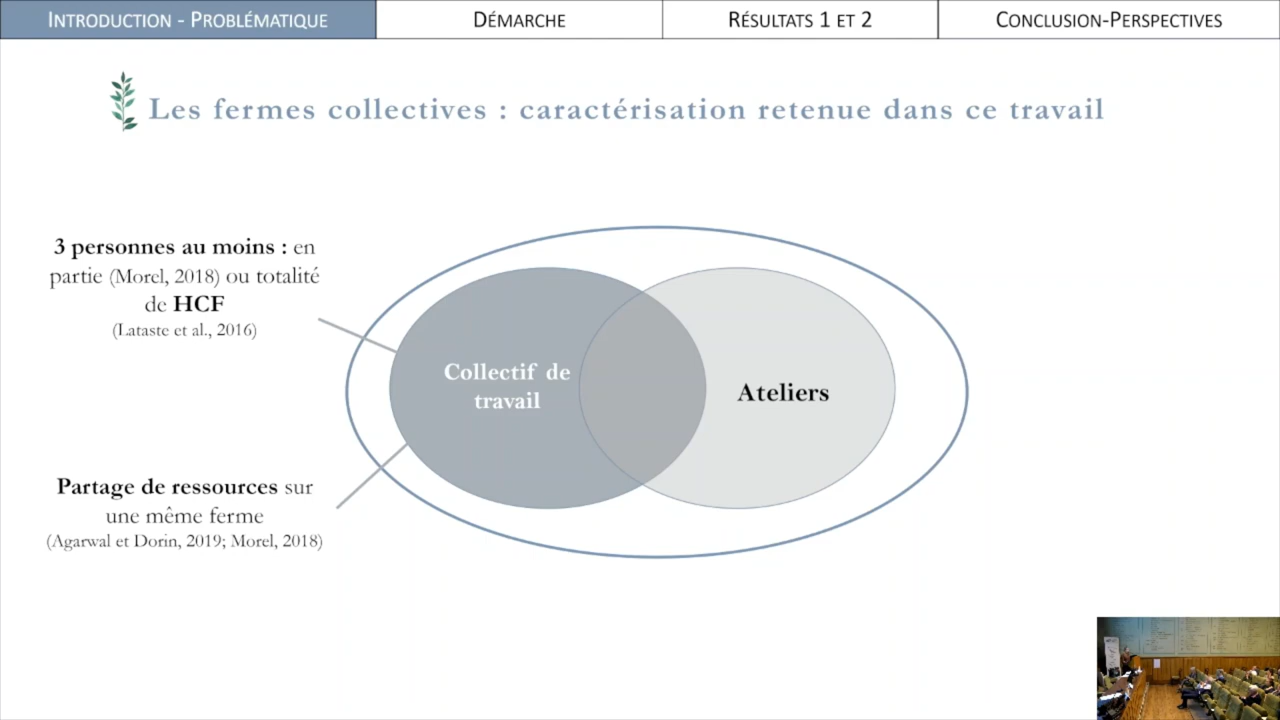 INTRODUCTION - PROBLÉMATIQUE
DÉMARCHE
RÉSULTATS 1 ET 2
CONCLUSION-PERSPECTIVES
Les fermes collectives : caractérisation retenue dans ce travail
3 personnes au moins : en
partie (Morel, 2018) ou totalité
de HCF
(Lataste et al., 2016)
Collectif de
travail
Ateliers
Partage de ressources sur
une même ferme
(Agarwal et Dorin, 2019; Morel, 2018)